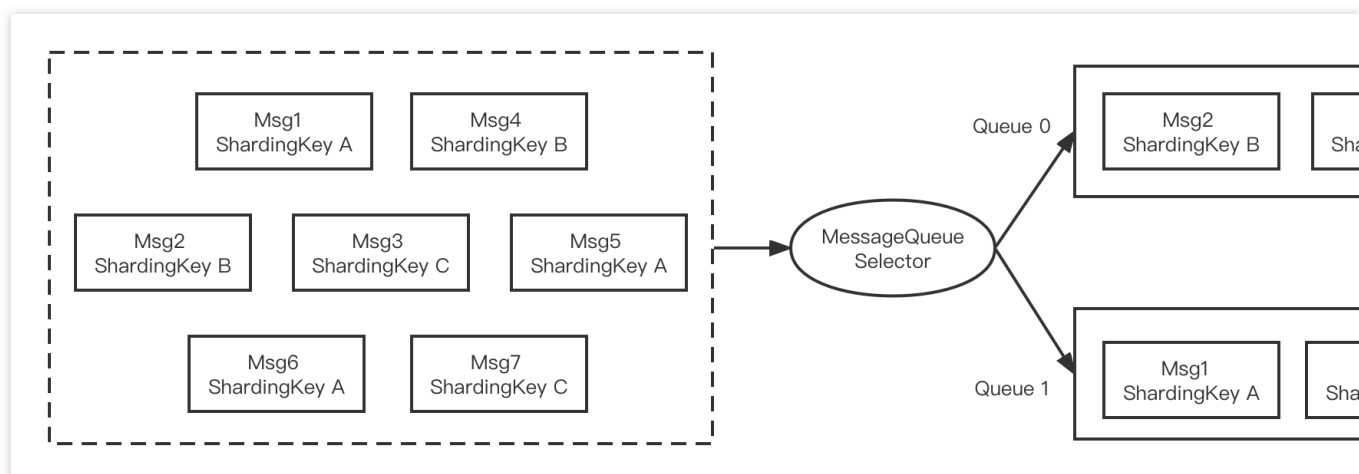 Msg1
ShardingKey A
Msg4
ShardingKey B
Msg2
ShardingKey B
Msg3
ShardingKey C
Msg5
ShardingKey A
Msg6
ShardingKey A
Msg7
ShardingKey C
MessageQueue
Selector
Queue 0
Msg2
ShardingKey B
Queue 1
Msg1
ShardingKey A